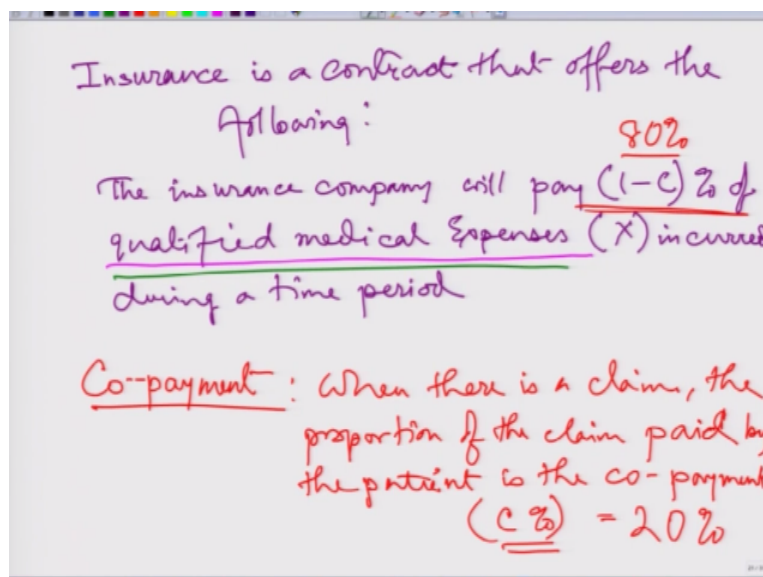 Insurance is a contract that offers the
following:
80%
The insurance company will pay (1-C)% of
qualified medical Expenses (X) incurred
during a time period
Co-payment: When there is a claim, the
proportion of the claim paid by
the patient is the co-payment
(C%) = 20%